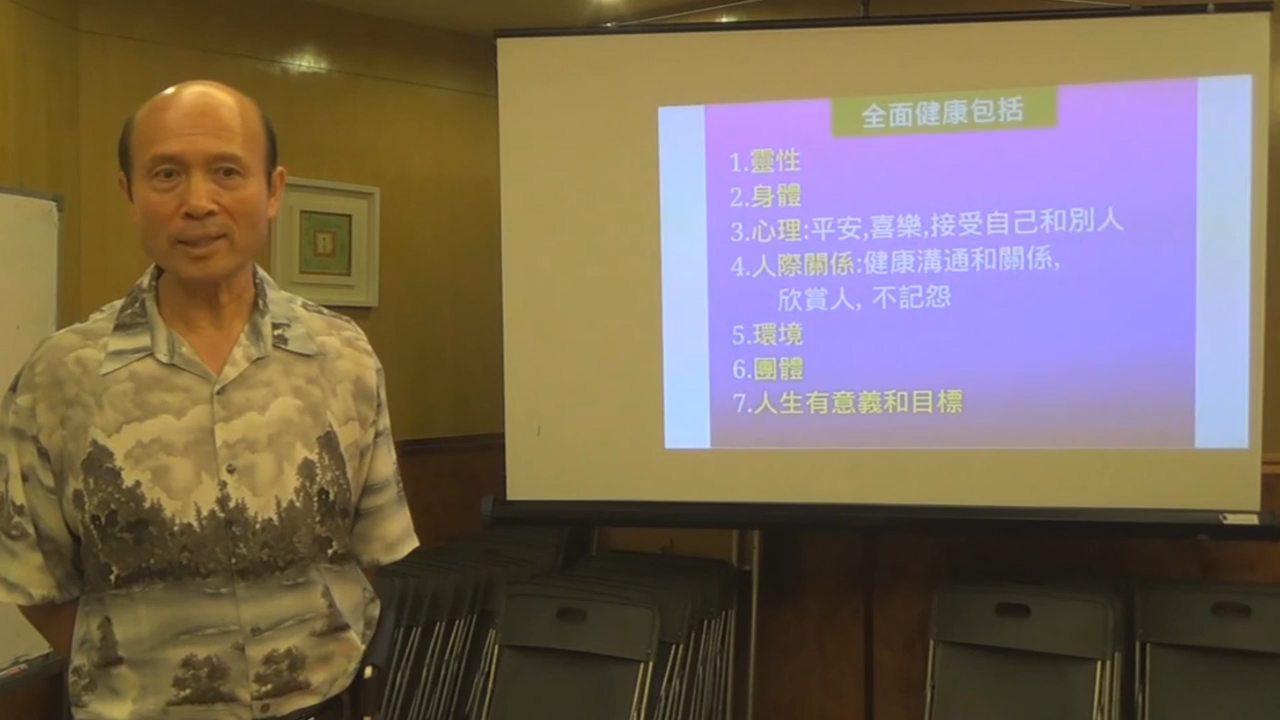 全面健康包括
1.靈性
2.身體
3.心理:平安,喜樂,接受自己和別人
4.人際關係:健康溝通和關係,
欣賞人, 不記怨
5.環境
6.團體
7.人生有意義和目標